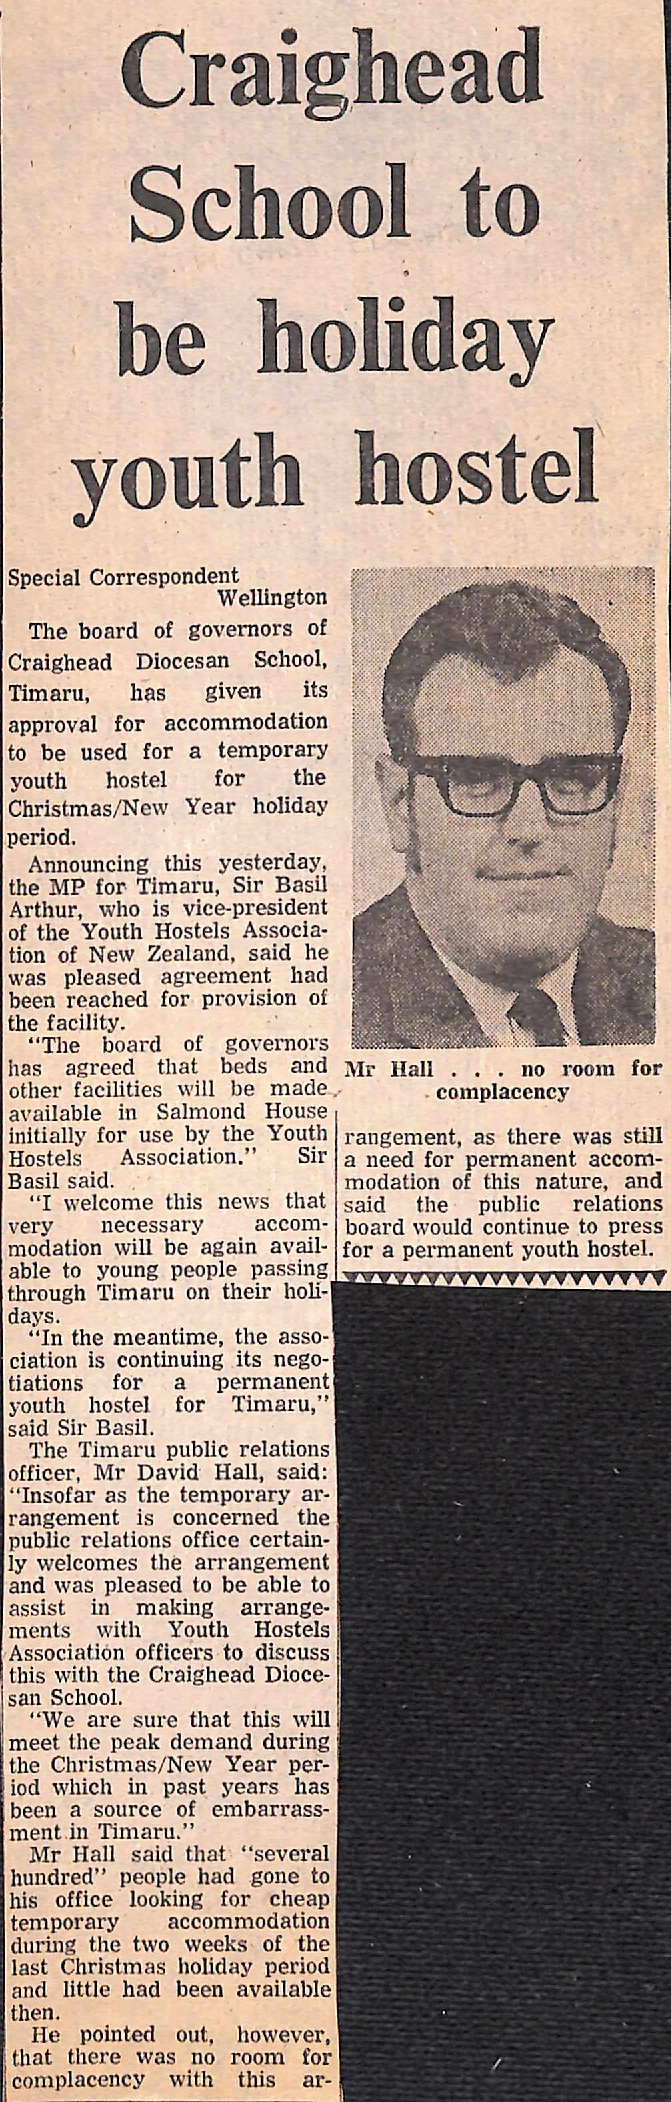 Craighead
School to
be holiday
youth hostel
Special Correspondent
Wellington
The board of governors of
Craighead Diocesan School,
Timaru, has given its
approval for accommodation
to be used for a temporary
youth hostel for the
Christmas/New Year holiday
period.
Announcing this yesterday,
the MP for Timaru, Sir Basil
Arthur, who is vice-president
of the Youth Hostels Associa-
tion of New Zealand, said he
was pleased agreement had
been reached for provision of
the facility.
"The board of governors
has agreed that beds and
other facilities will be made
available in Salmond House
initially for use by the Youth
Hostels Association." Sir
Basil said.
"I welcome this news that
very necessary accom-
modation will be again avail-
able to young people passing
through Timaru on their holi-
days.
"In the meantime, the asso-
ciation is continuing its nego-
tiations for a permanent
youth hostel for Timaru,"
said Sir Basil.
The Timaru public relations
officer, Mr David Hall, said:
"Insofar as the temporary ar-
rangement is concerned the
public relations office certain-
ly welcomes the arrangement
and was pleased to be able to
assist in making arrange-
ments with Youth Hostels
Association officers to discuss
this with the Craighead Dioce-
san School.
"We are sure that this will
meet the peak demand during
the Christmas/New Year per-
iod which in past years has
been a source of embarrass-
ment in Timaru."
Mr Hall said that "several
hundred" people had gone to
his office looking for cheap
temporary accommodation
during the two weeks of the
last Christmas holiday period
and little had been available
then.
He pointed out, however,
that there was no room for
complacency with this ar-
Mr Hall . . . no room for
complacency
rangement, as there was still
a need for permanent accom-
modation of this nature, and
said the public relations
board would continue to press
for a permanent youth hostel.